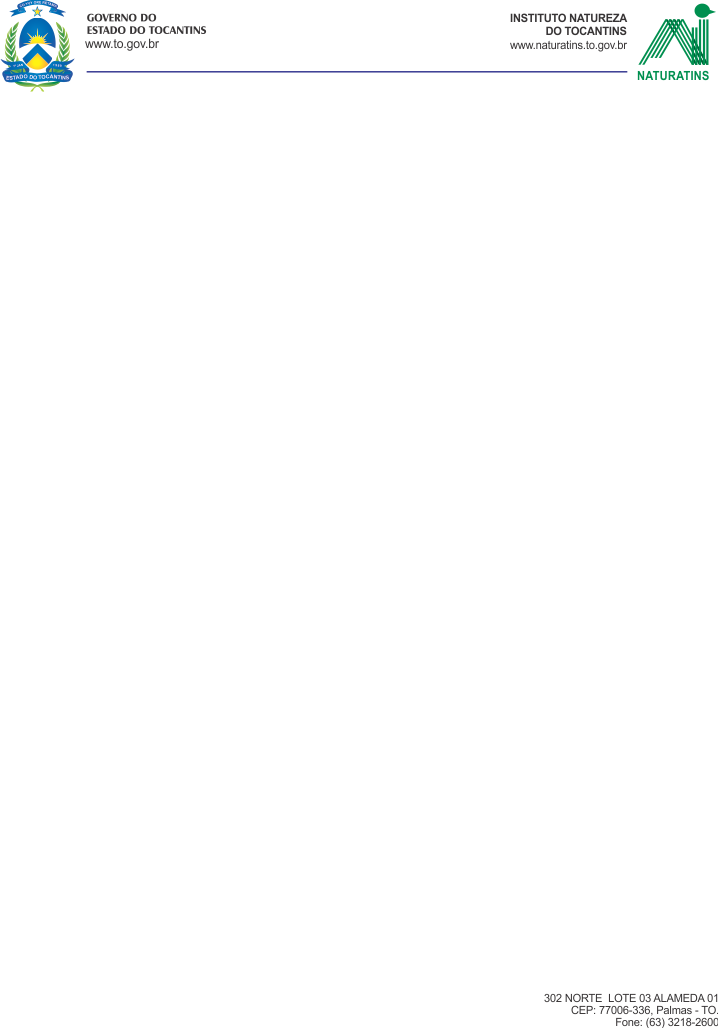 GOVERNO DO
ESTADO DO TOCANTINS
www.to.gov.br
INSTITUTO NATUREZA
DO TOCANTINS
www.naturatins.to.gov.br
NATURATINS
ESTADO DO TOCANTINS
302 NORTE  LOTE 03 ALAMEDA 01
CEP: 77006-336, Palmas - TO.
Fone: (63) 3218-2600